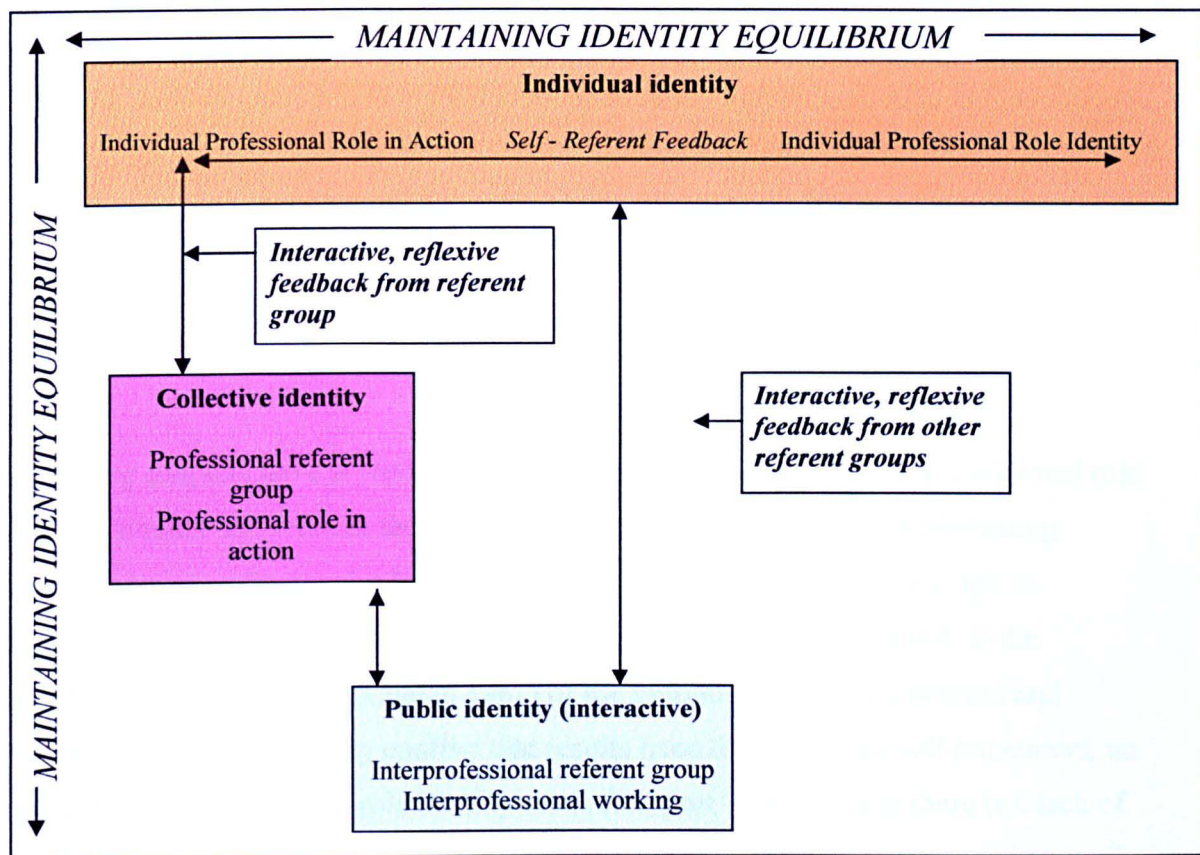 MAINTAINING IDENTITY EQUILIBRIUM
MAINTAINING IDENTITY EQUILIBRIUM
Individual identity
Individual Professional Role in Action Self - Referent Feedback Individual Professional Role Identity
Interactive, reflexive
feedback from referent
group
Collective identity
Professional referent
group
Professional role in
action
Interactive, reflexive
feedback from other
referent groups
Public identity (interactive)
Interprofessional referent group
Interprofessional working